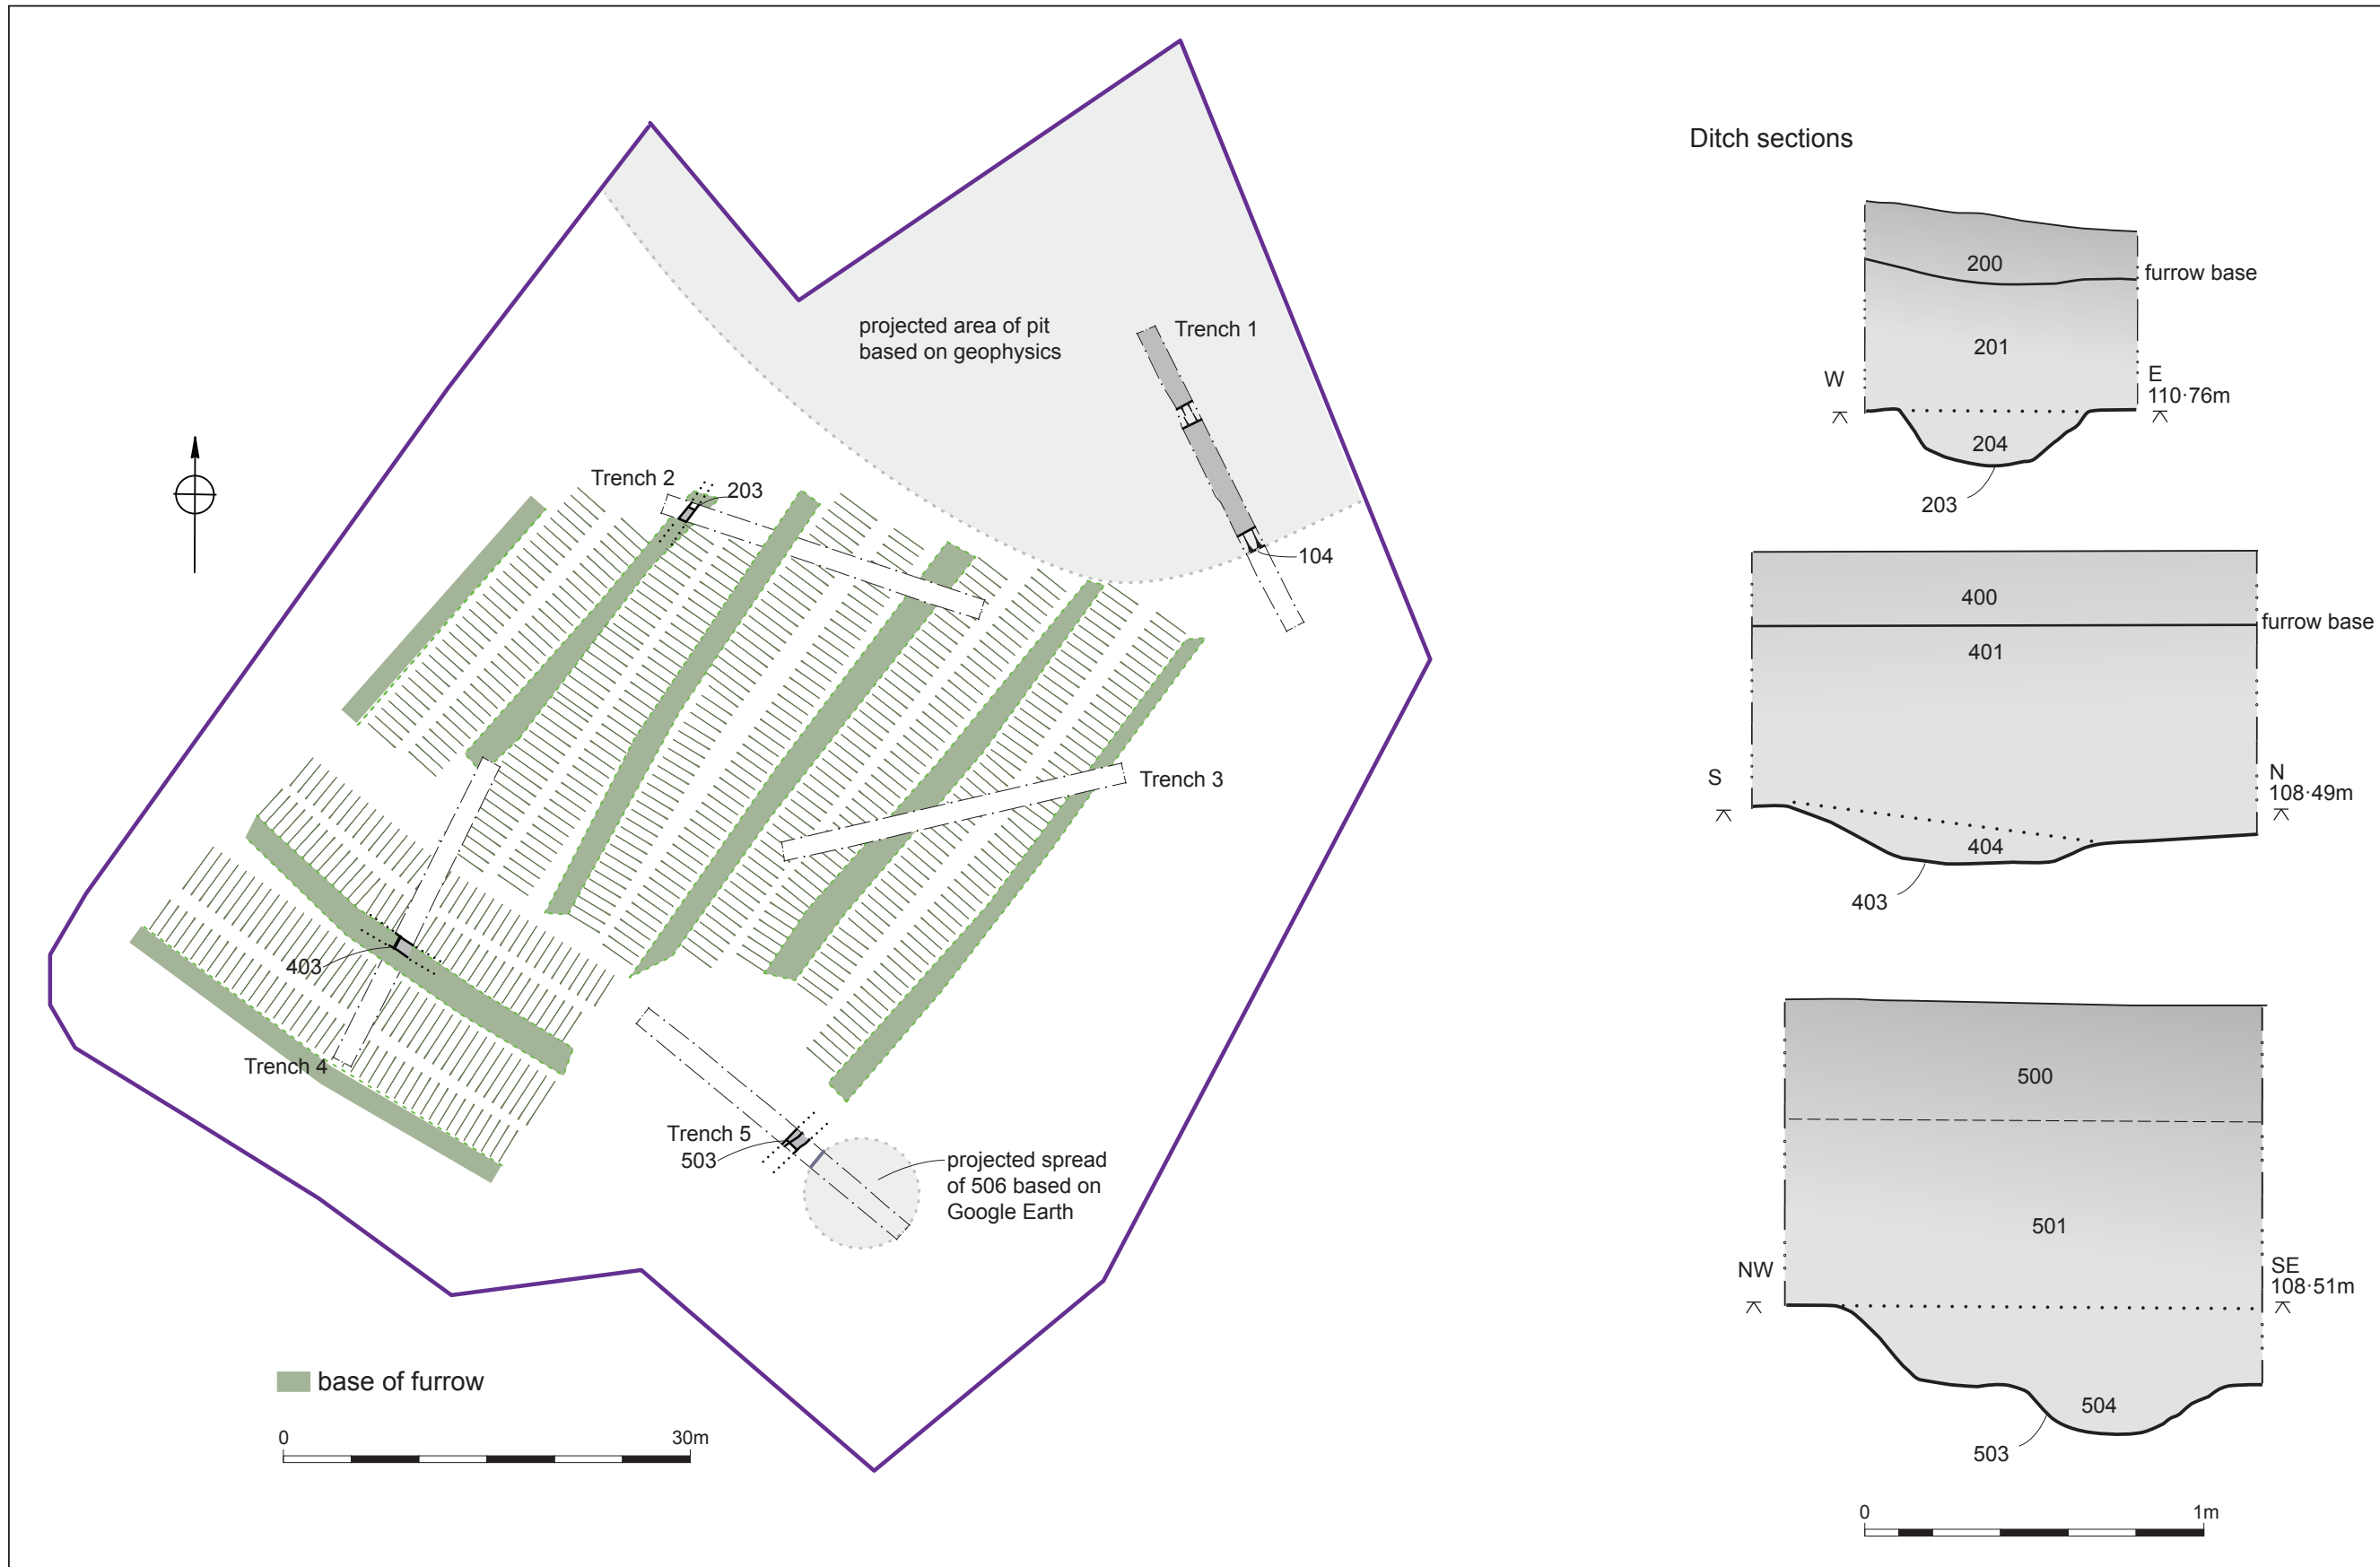 Ditch sections
projected area of pit
based on geophysics
Trench 1
104
Trench 2
203
Trench 3
403
Trench 4
Trench 5
503
projected spread
of 506 based on
Google Earth
base of furrow
0
30m
200
furrow base
201
W
E
110·76m
204
203
400
furrow base
401
S
N
108·49m
404
403
500
501
NW
SE
108·51m
504
503
0
1m